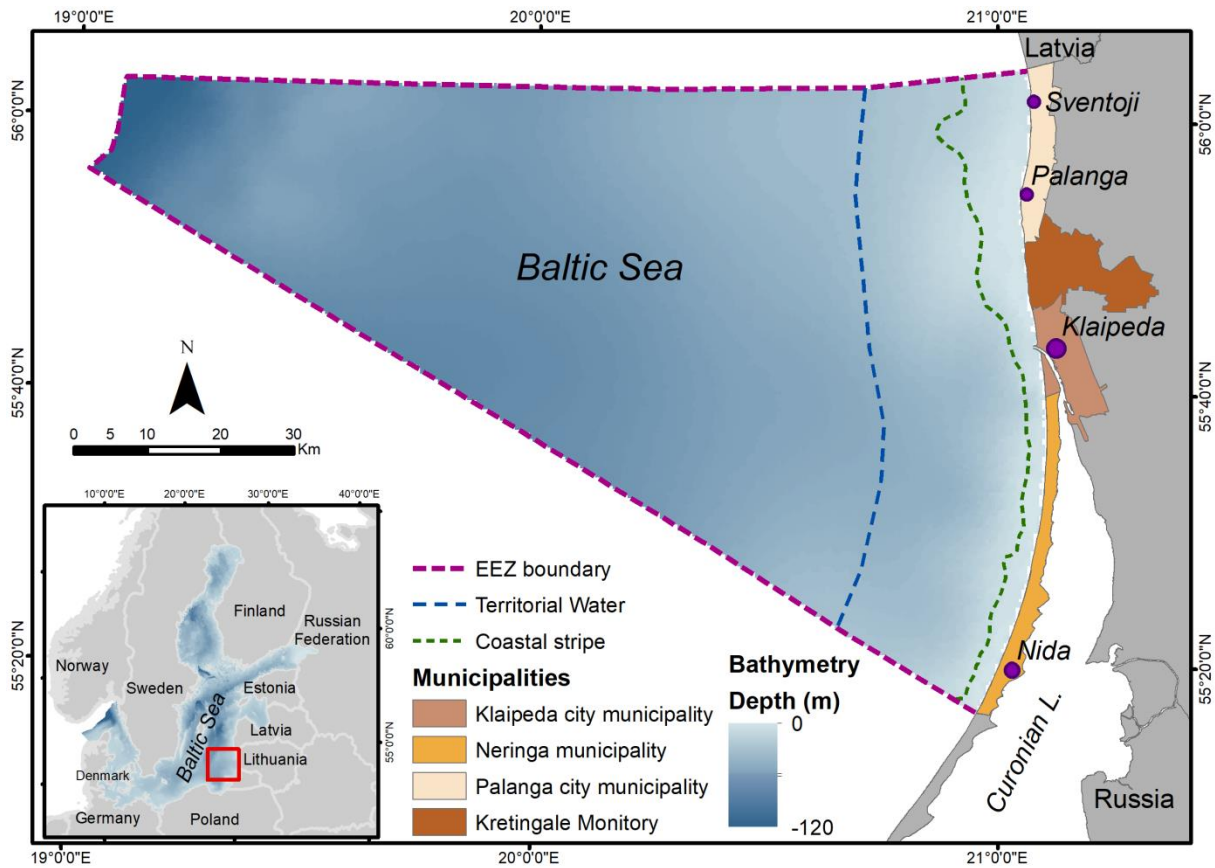 19°0'0"E
20°0'0"E
21°0'0"E
Latvia
56°0'0"N
56°0'0"N
Sventoji
Palanga
Baltic Sea
Klaipeda
N
55°40'0"N
55°40'0"N
0 5 10 20 30
Km
10°0'0"E 20°0'0"E 30°0'0"E 40°0'0"E
EEZ boundary
Territorial Water
Coastal stripe
Municipalities
Klaipeda city municipality
Neringa municipality
Palanga city municipality
Kretingale Monitory
Bathymetry
Depth (m)
0
-120
Nida
55°20'0"N
55°20'0"N
Curonian L.
Russia
Finland
Russian
Federation
60°0'0"N
Norway
Sweden
Estonia
Baltic Sea
Latvia
55°0'0"N
Lithuania
Denmark
Germany
Poland
19°0'0"E
20°0'0"E
21°0'0"E